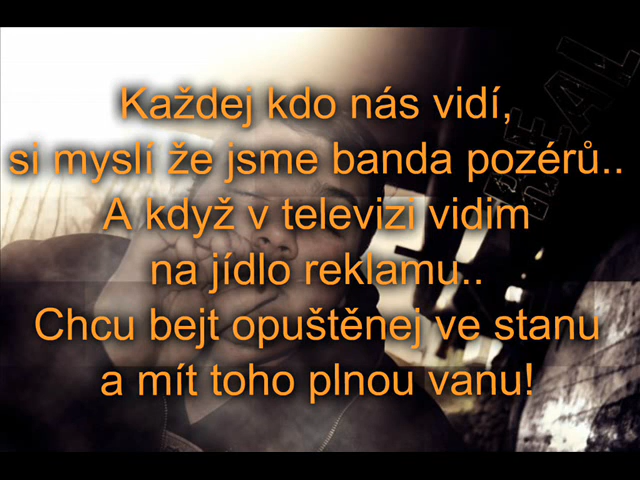 REAL
Každej kdo nás vidí,
si myslí že jsme banda pozérů..
A když v televizi vidim
na jídlo reklamu..
Chcu bejt opuštěnej ve stanu
a mít toho plnou vanu!